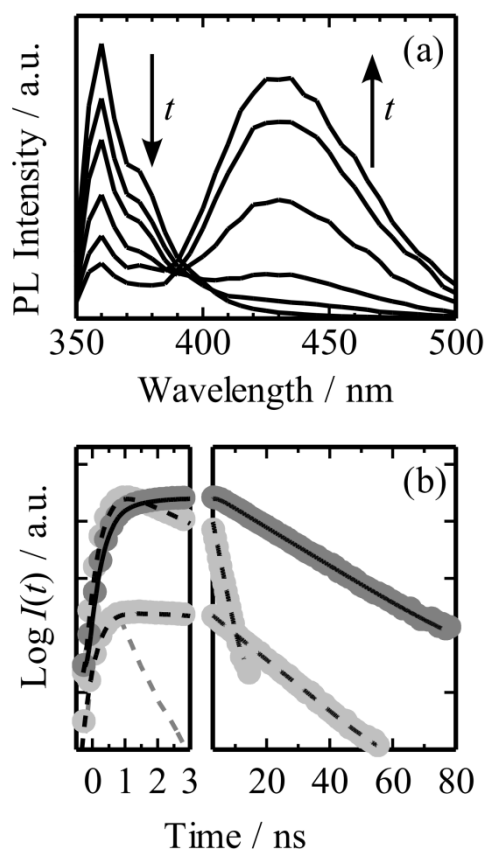 (a)
t
t
PL Intensity / a.u.
350 400 450 500
Wavelength / nm
(b)
Log I(t) / a.u.
0 1 2 3 20 40 60 80
Time / ns